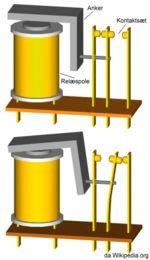 Anker
Kontaktsæt
Relæspole
da Wikipedia.org